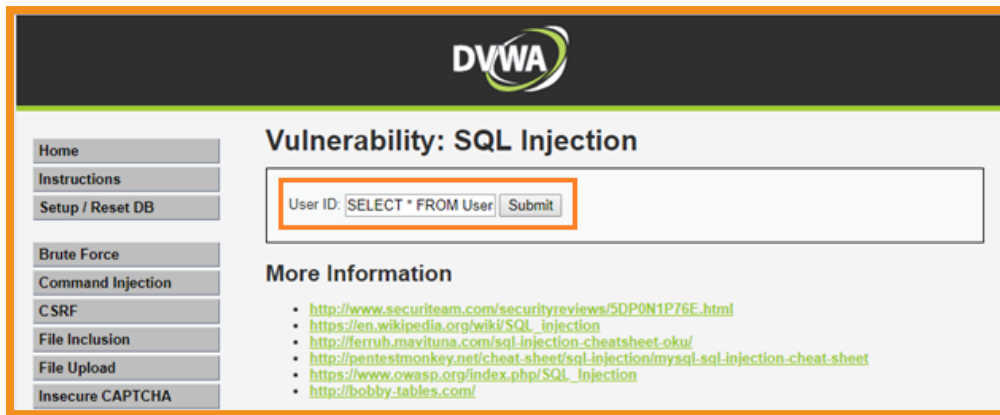 DVWA
Vulnerability: SQL Injection
Home
Instructions
Setup / Reset DB
Brute Force
Command Injection
CSRF
File Inclusion
File Upload
Insecure CAPTCHA
User ID: SELECT * FROM User Submit
More Information
http://www.securiteam.com/securityreviews/5DP0N1P76E.html
https://en.wikipedia.org/wiki/SQL_injection
http://ferruh.mavituna.com/sql-injection-cheatsheet-oku/
http://pentestmonkey.net/cheat-sheet/sql-injection/mysql-sql-injection-cheat-sheet
https://www.owasp.org/index.php/SQL_Injection
http://bobby-tables.com/